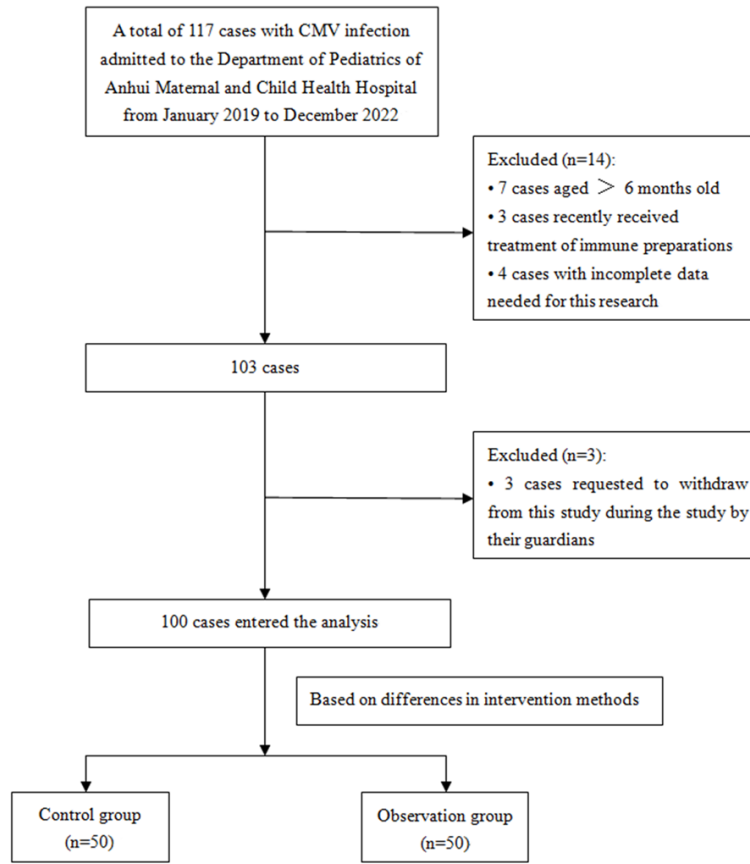 A total of 117 cases with CMV infection
admitted to the Department of Pediatrics of
Anhui Maternal and Child Health Hospital
from January 2019 to December 2022
Excluded (n=14):
• 7 cases aged ＞ 6 months old
• 3 cases recently received
treatment of immune preparations
• 4 cases with incomplete data
needed for this research
103 cases
Excluded (n=3):
• 3 cases requested to withdraw
from this study during the study by
their guardians
100 cases entered the analysis
Based on differences in intervention methods
Control group
(n=50)
Observation group
(n=50)